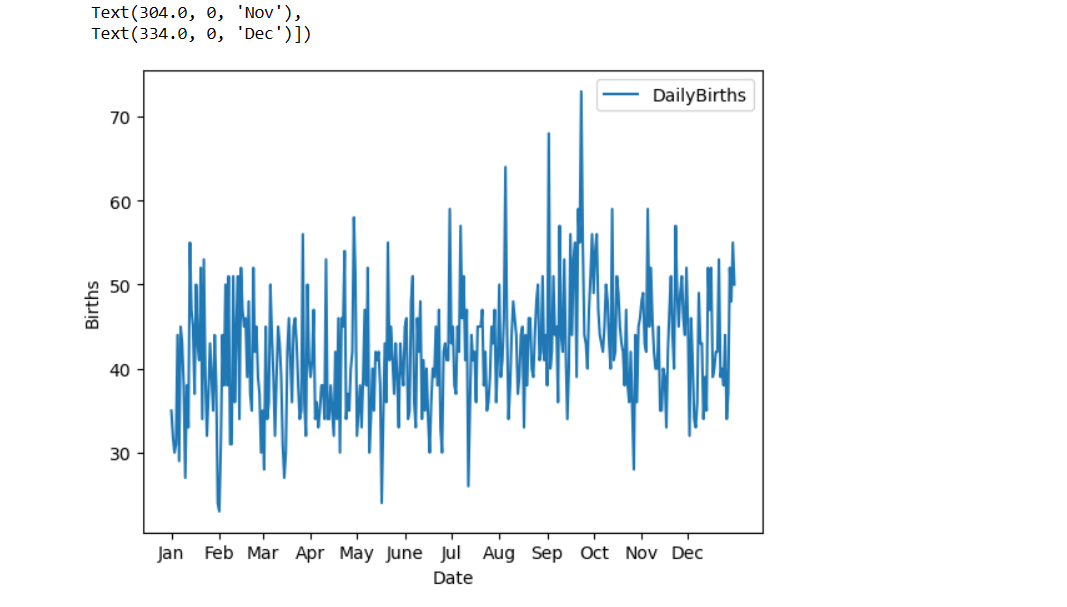 Text(304.0, 0, 'Nov'),
Text(334.0, 0, 'Dec')])
DailyBirths
70
60
50
40
30
Births
Jan Feb Mar Apr May June Jul Aug Sep Oct Nov Dec
Date